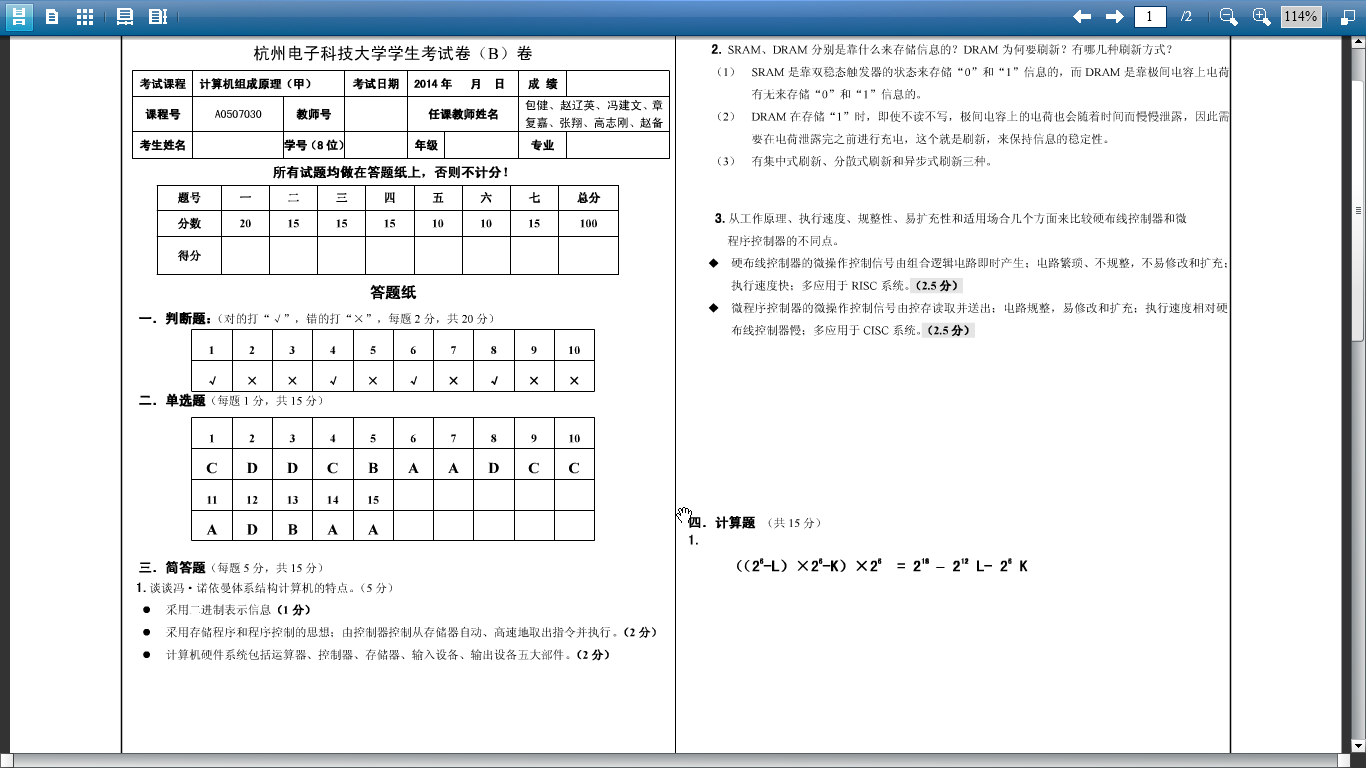 1 /2 114%
杭州电子科技大学学生考试卷（B）卷
考试课程 计算机组成原理（甲） 考试日期 2014 年 月 日 成 绩
课程号 A0507030 教师号 任课教师姓名 包健、赵辽英、冯建文、章
复嘉、张翔、高志刚、赵备
考生姓名 学号（8 位） 年级 专业
所有试题均做在答题纸上，否则不计分！
题号 一 二 三 四 五 六 七 总分
分数 20 15 15 15 10 10 15 100
得分
答题纸
一．判断题：（对的打“√”，错的打“×”，每题 2 分，共 20 分）
1 2 3 4 5 6 7 8 9 10
√ × × √ × √ × √ × ×
二．单选题（每题 1 分，共 15 分）
1 2 3 4 5 6 7 8 9 10
C D D C B A A D C C
11 12 13 14 15
A D B A A
三．简答题（每题 5 分，共 15 分）
1. 谈谈冯·诺依曼体系结构计算机的特点。（5 分）
● 采用二进制表示信息（1 分）
● 采用存储程序和程序控制的思想；由控制器控制从存储器自动、高速地取出指令并执行。（2 分）
● 计算机硬件系统包括运算器、控制器、存储器、输入设备、输出设备五大部件。（2 分）
2. SRAM、DRAM 分别是靠什么来存储信息的？DRAM 为何要刷新？有哪几种刷新方式？
（1） SRAM 是靠双稳态触发器的状态来存储“0”和“1”信息的，而 DRAM 是靠极间电容上电荷
有无来存储“0”和“1”信息的。
（2） DRAM 在存储“1”时，即使不读不写，极间电容上的电荷也会随着时间而慢慢泄露，因此需
要在电荷泄露完之前进行充电，这个就是刷新，来保持信息的稳定性。
（3） 有集中式刷新、分散式刷新和异步式刷新三种。
3. 从工作原理、执行速度、规整性、易扩充性和适用场合几个方面来比较硬布线控制器和微
程序控制器的不同点。
◆ 硬布线控制器的微操作控制信号由组合逻辑电路即时产生；电路繁琐、不规整，不易修改和扩充；
执行速度快；多应用于 RISC 系统。（2.5 分）
◆ 微程序控制器的微操作控制信号由控存读取并送出；电路规整，易修改和扩充；执行速度相对硬
布线控制器慢；多应用于 CISC 系统。（2.5 分）
四．计算题 （共 15 分）
1.
（(2⁶-L）×2⁶-K）×2⁶ = 2¹⁸ – 2¹² L- 2⁶ K